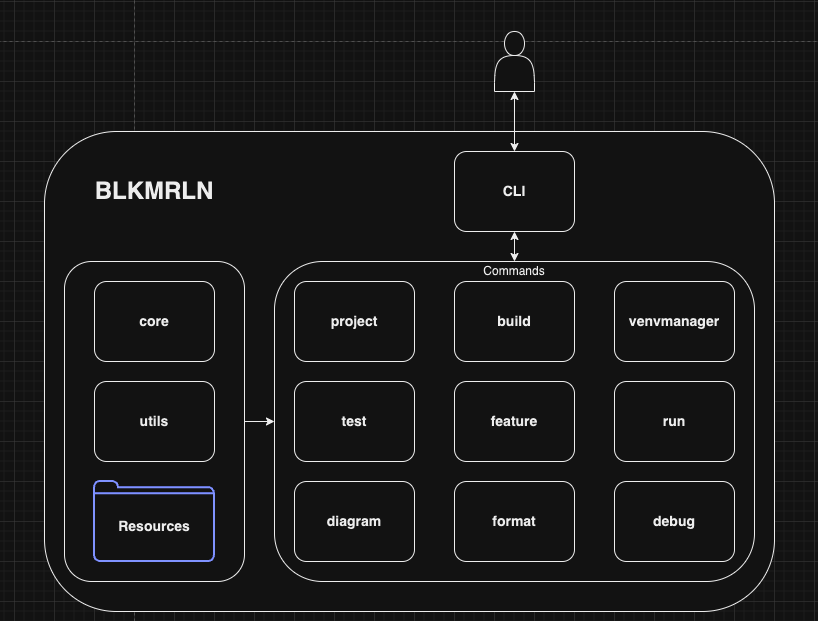 BLKMRLN
CLI
Commands
core
project
build
venvmanager
utils
test
feature
run
Resources
diagram
format
debug